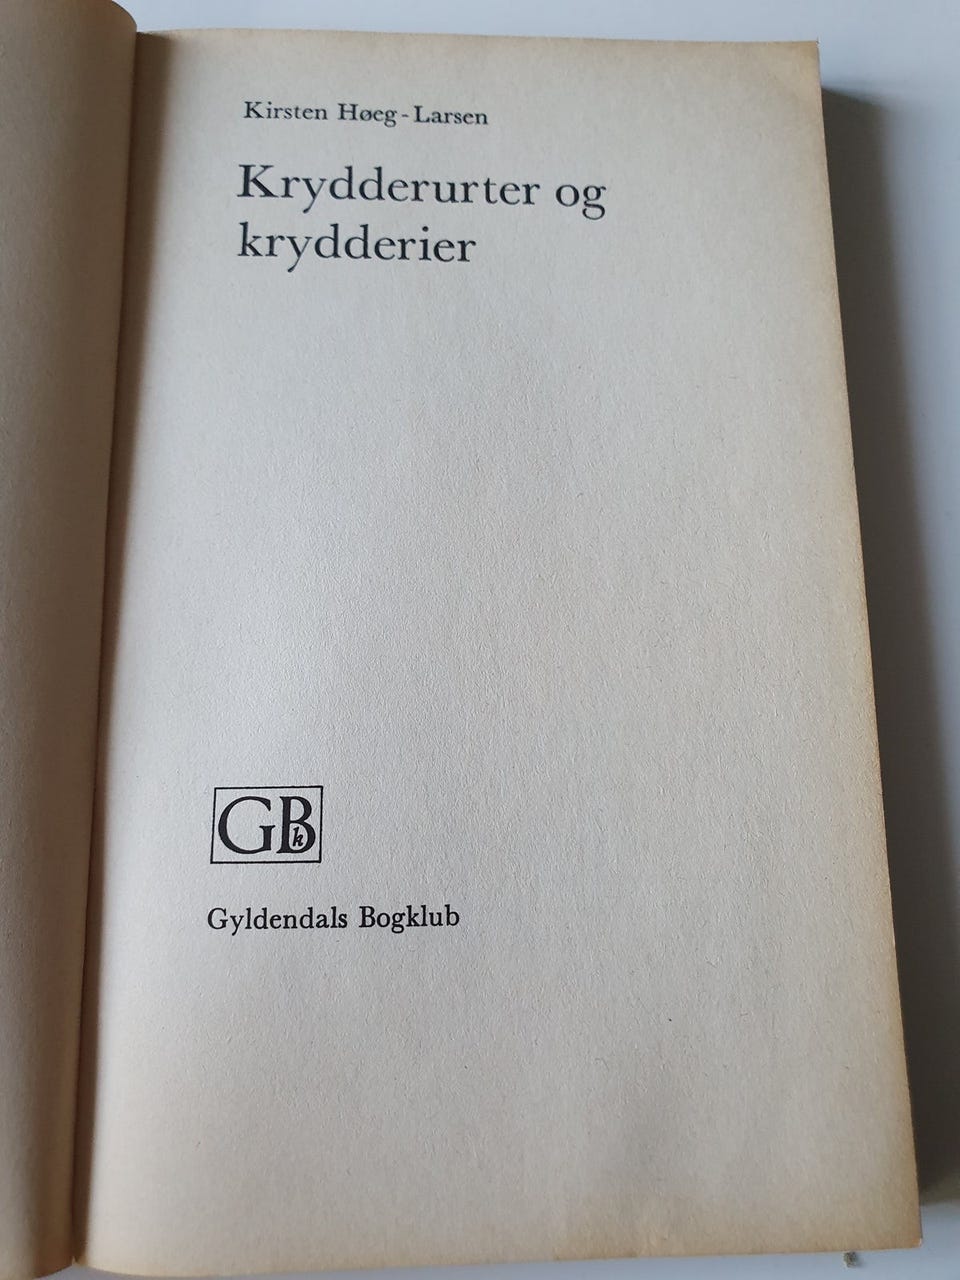 Kirsten Høeg-Larsen
Krydderurter og
krydderier
GBk
Gyldendals Bogklub